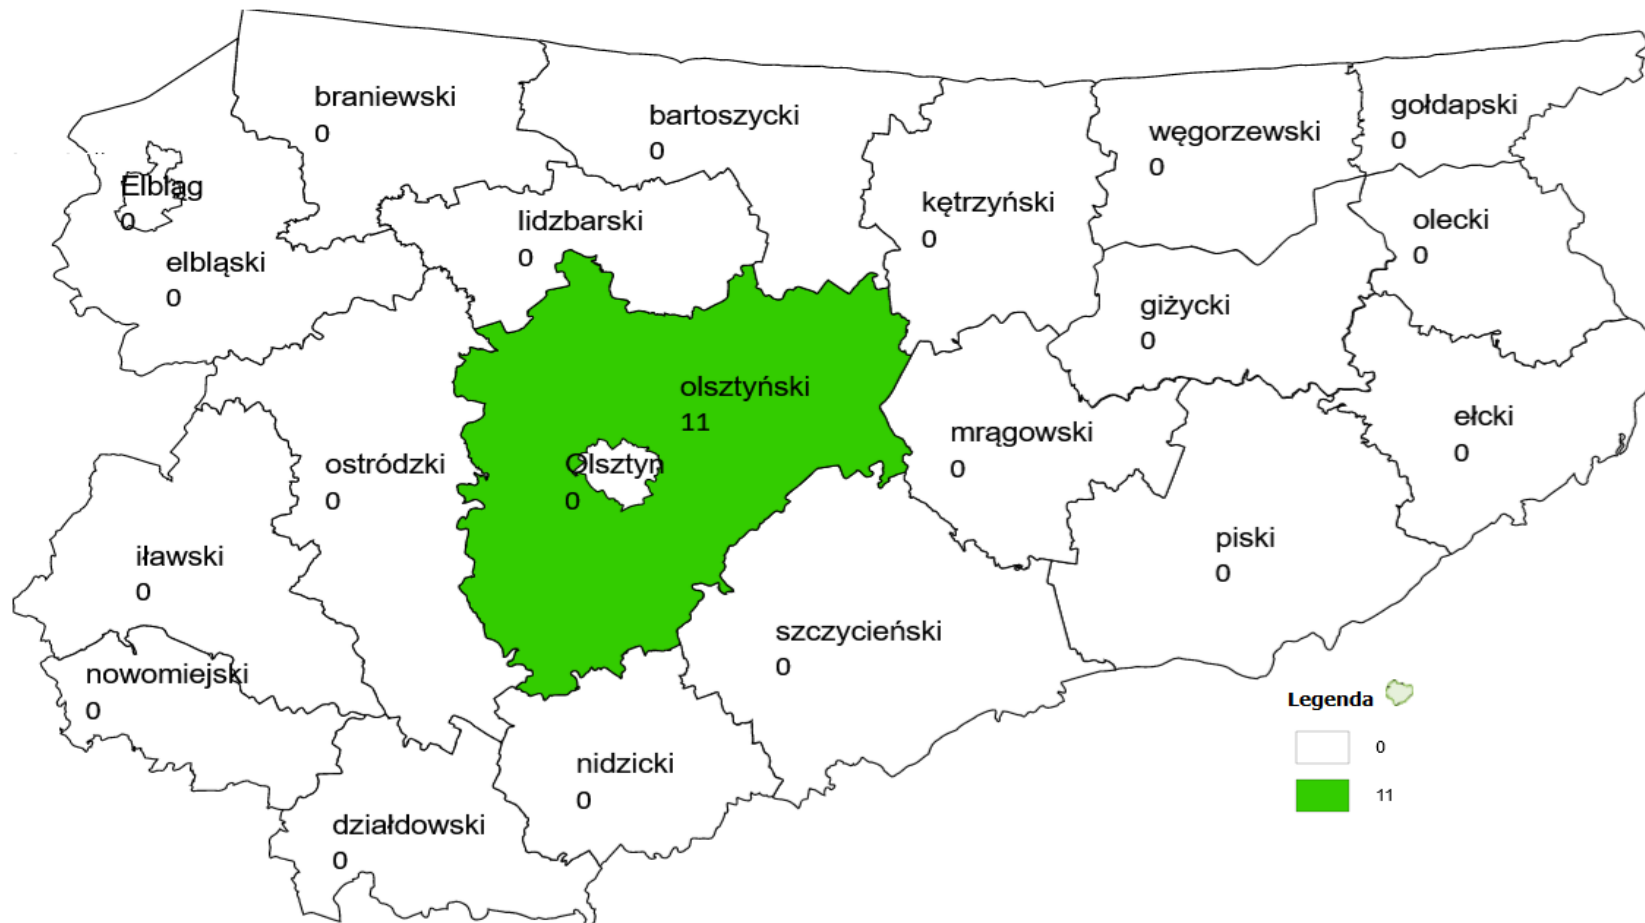 braniewski
0
bartoszycki
0
gołdapski
0
węgorzewski
0
Elbląg
0
kętrzyński
0
lidzbarski
0
olecki
0
elbląski
0
giżycki
0
olsztyński
11
ełcki
0
mrągowski
0
ostródzki
0
Olsztyn
0
piski
0
iławski
0
szczycieński
0
nowomiejski
0
Legenda
0
11
nidzicki
0
działdowski
0